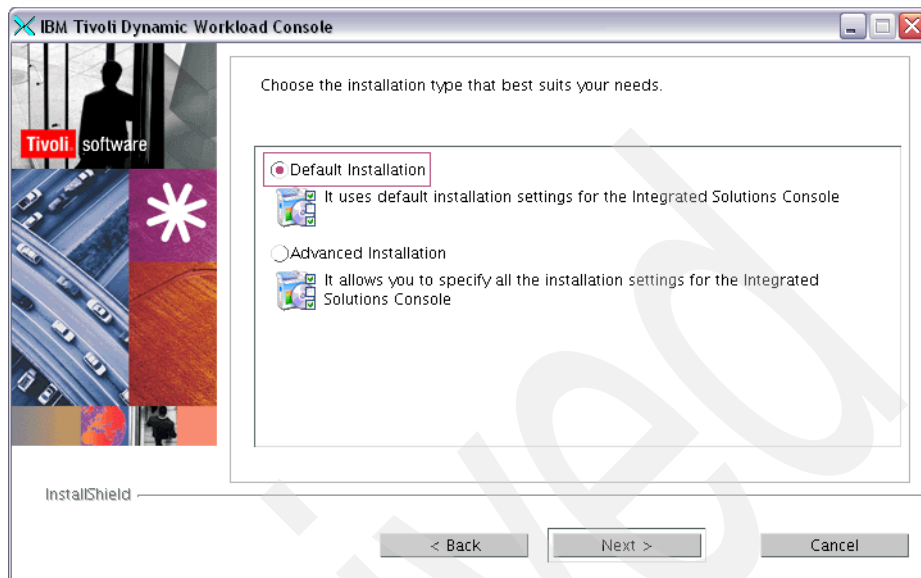 IBM Tivoli Dynamic Workload Console
Tivoli. software
Choose the installation type that best suits your needs.
Default Installation
It uses default installation settings for the Integrated Solutions Console
Advanced Installation
It allows you to specify all the installation settings for the Integrated
Solutions Console
InstallShield
< Back
Next >
Cancel